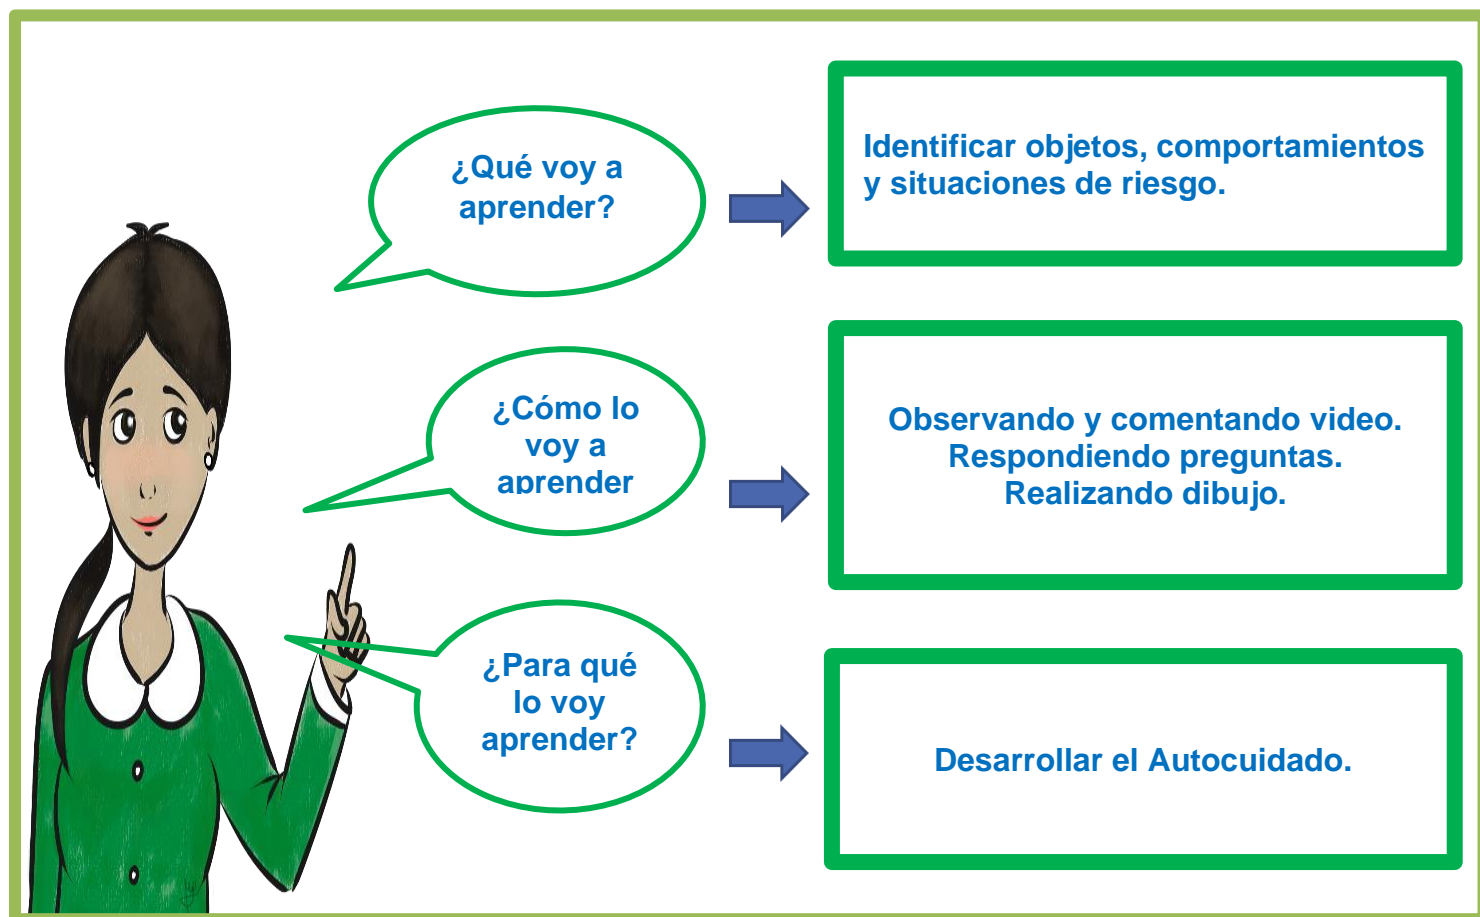 ¿Qué voy a
aprender?
Identificar objetos, comportamientos
y situaciones de riesgo.
¿Cómo lo
voy a
aprender
Observando y comentando video.
Respondiendo preguntas.
Realizando dibujo.
¿Para qué
lo voy
aprender?
Desarrollar el Autocuidado.